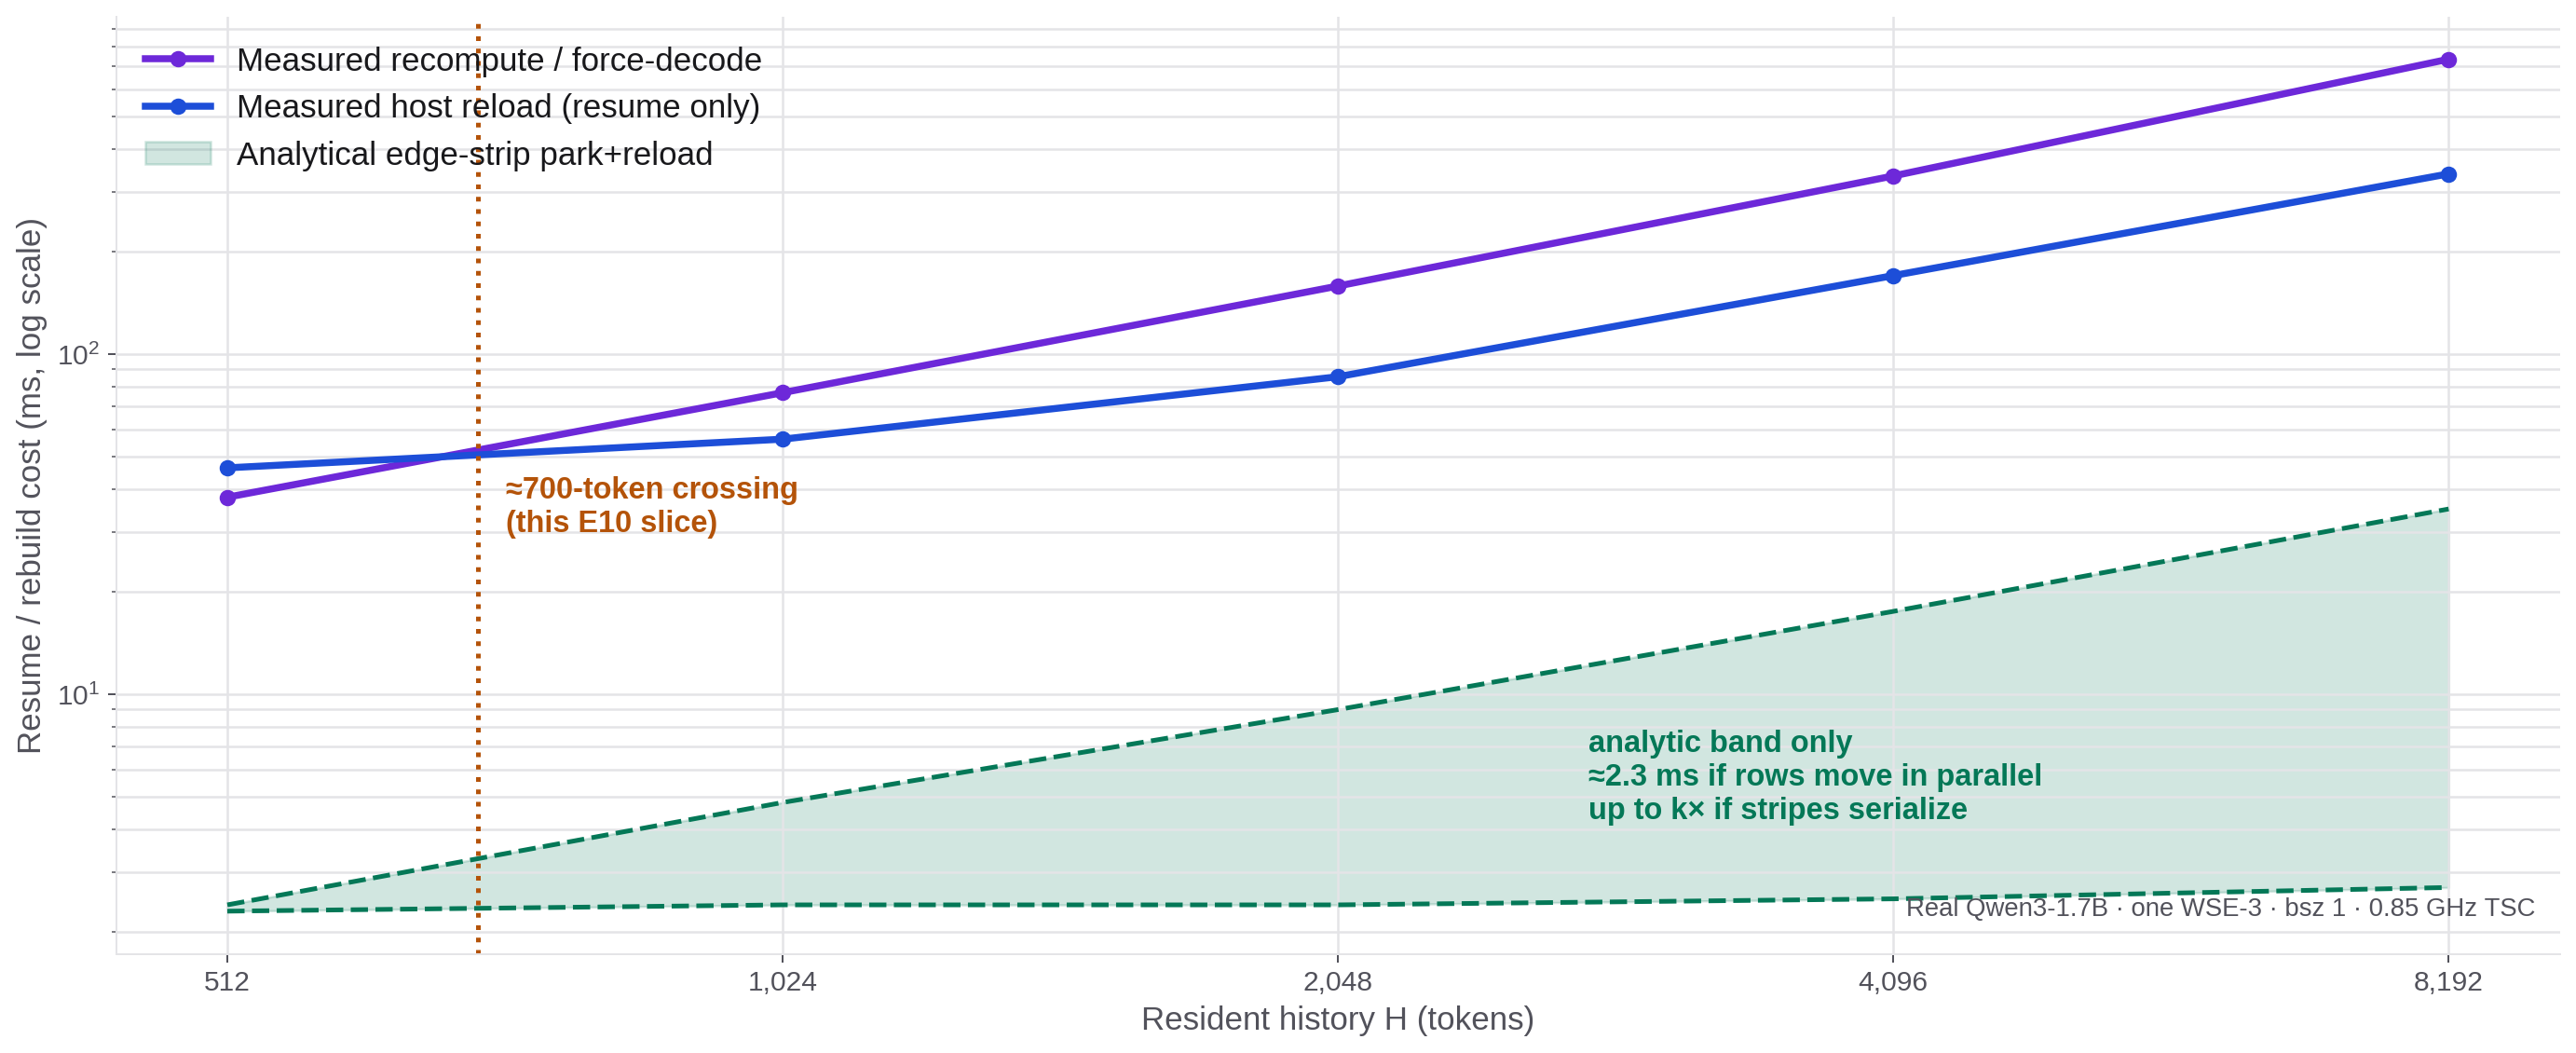 Measured recompute / force-decode
Measured host reload (resume only)
Analytical edge-strip park+reload
Resume / rebuild cost (ms, log scale)
10²
10¹
≈700-token crossing
(this E10 slice)
analytic band only
≈2.3 ms if rows move in parallel
up to k× if stripes serialize
Real Qwen3-1.7B · one WSE-3 · bsz 1 · 0.85 GHz TSC
512
1,024
2,048
4,096
8,192
Resident history H (tokens)